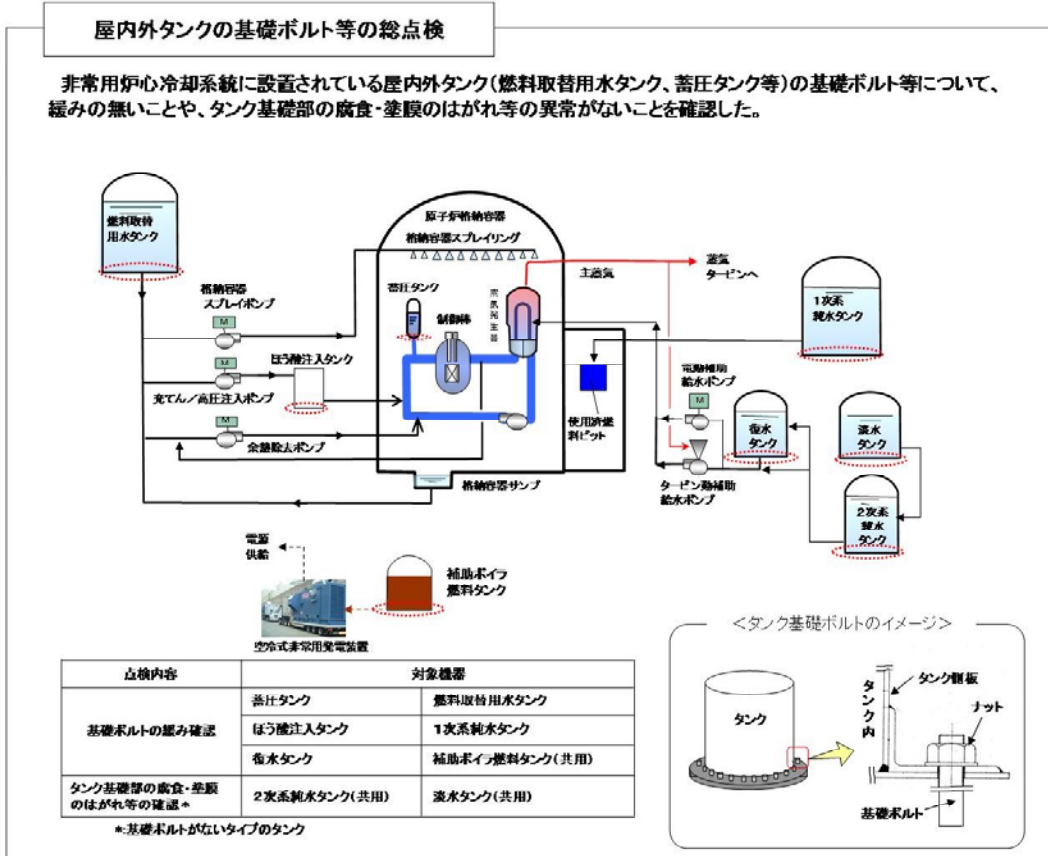 屋内外タンクの基礎ボルト等の総点検
非常用炉心冷却系統に設置されている屋内外タンク(燃料取替用水タンク、蓄圧タンク等)の基礎ボルト等について、
緩みの無いことや、タンク基礎部の腐食・塗膜のはがれ等の異常がないことを確認した。
燃料取替
用水タンク
原子炉格納容器
格納容器スプレイリング
主蒸気
蒸気
タービンへ
蓄圧タンク
制御棒
蒸気発生器
1次系
純水タンク
格納容器
スプレイポンプ
M
ほう酸注入タンク
M
充てん/高圧注入ポンプ
M
余熱除去ポンプ
使用済燃
料ピット
電動補助
給水ポンプ
M
復水
タンク
淡水
タンク
タービン動補助
給水ポンプ
2次系
純水
タンク
格納容器サンプ
電源
供給
補助ボイラ
燃料タンク
空冷式非常用発電装置
点検内容 対象機器
基礎ボルトの緩み確認
蓄圧タンク 燃料取替用水タンク
ほう酸注入タンク 1次系純水タンク
復水タンク 補助ボイラ燃料タンク(共用)
タンク基礎部の腐食・塗膜
のはがれ等の確認*
2次系純水タンク(共用) 淡水タンク(共用)
*:基礎ボルトがないタイプのタンク
<タンク基礎ボルトのイメージ>
タンク
タンク内
タンク側板
ナット
基礎ボルト